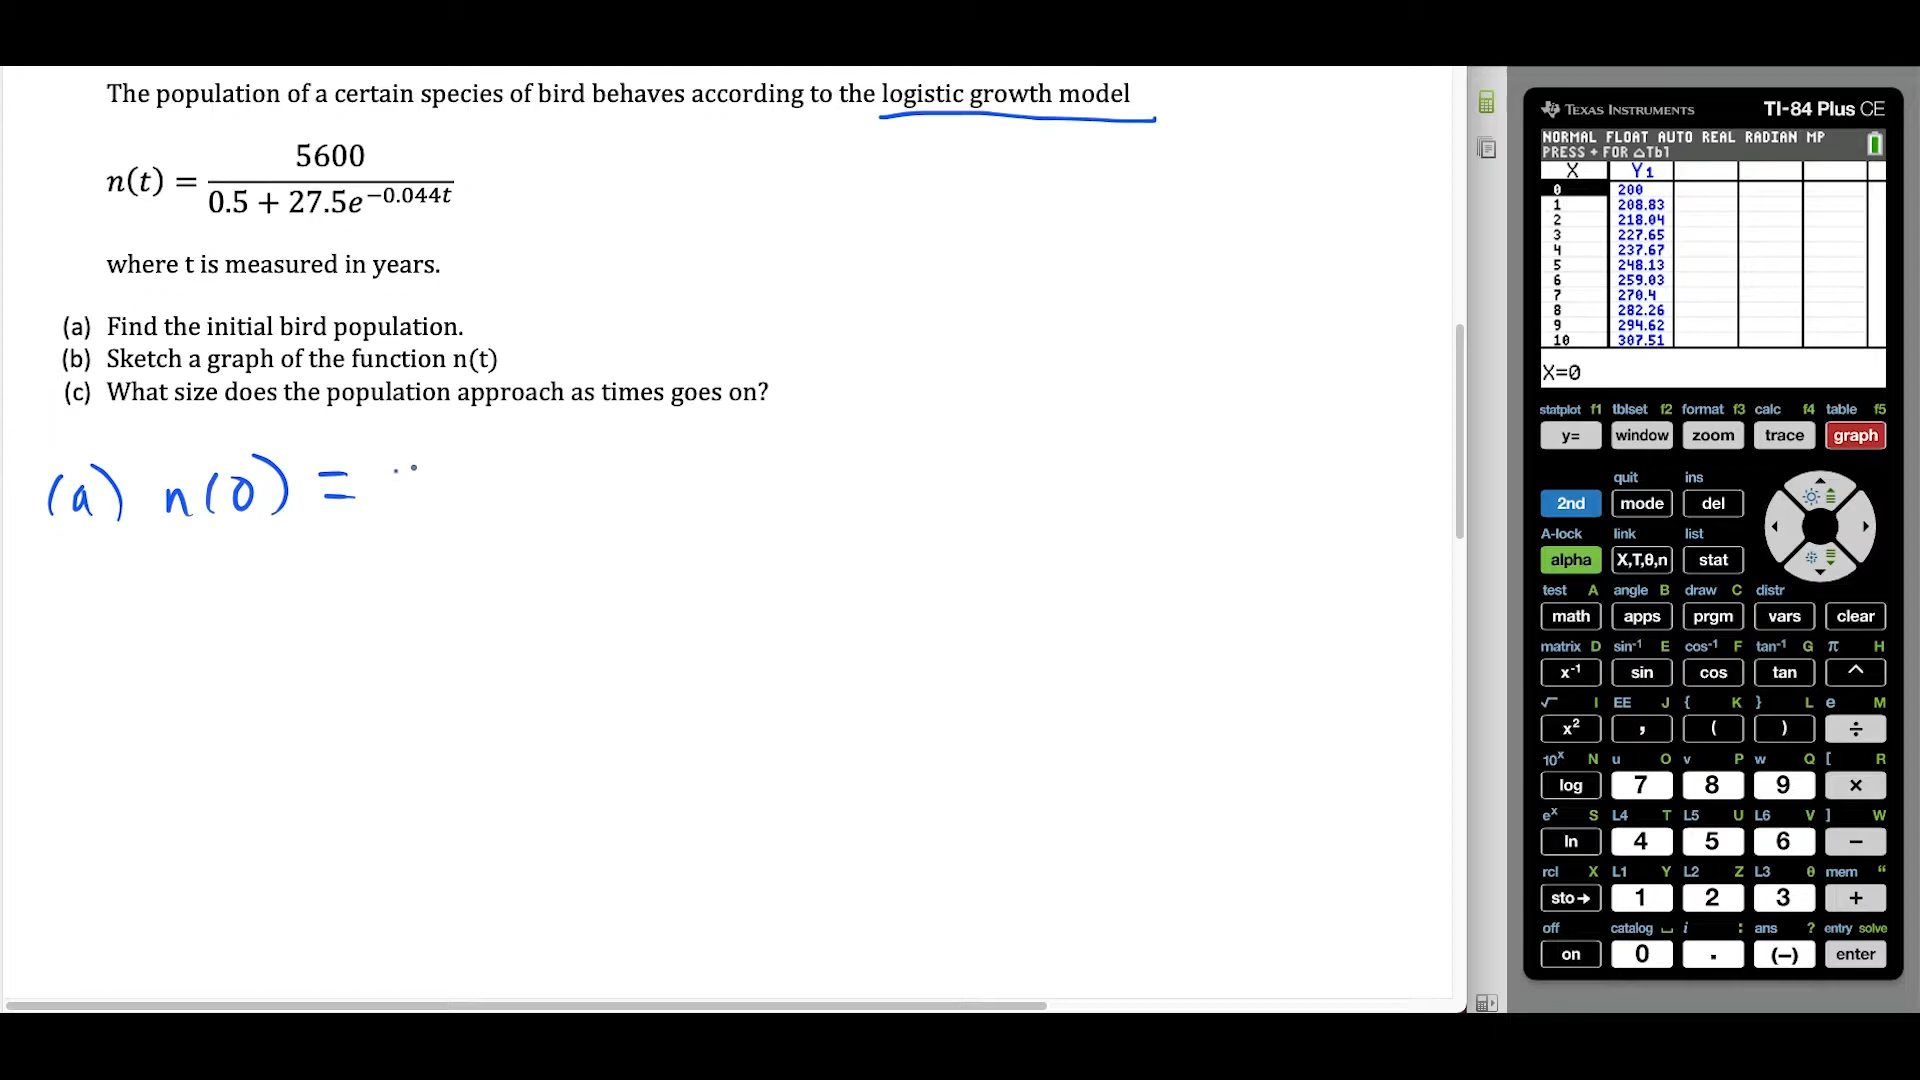 The population of a certain species of bird behaves according to the logistic growth model
n(t) = 5600 / (0.5 + 27.5e^(−0.044t))
where t is measured in years.
(a) Find the initial bird population.
(b) Sketch a graph of the function n(t)
(c) What size does the population approach as times goes on?
(a) n(0) =
TEXAS INSTRUMENTS TI-84 Plus CE
NORMAL FLOAT AUTO REAL RADIAN MP
PRESS + FOR △Tbl
X Y1
0 200
1 208.83
2 218.04
3 227.65
4 237.67
5 248.13
6 259.03
7 270.4
8 282.26
9 294.62
10 307.51
X=0
statplot f1 tblset f2 format f3 calc f4 table f5
y= window zoom trace graph
quit ins
2nd mode del
A-lock link list
alpha X,T,θ,n stat
test A angle B draw C distr
math apps prgm vars clear
matrix D sin⁻¹ E cos⁻¹ F tan⁻¹ G π H
x⁻¹ sin cos tan ^
√ I EE J { K } L e M
x² , ( ) ÷
10ˣ N u O v P w Q [ R
log 7 8 9 ×
eˣ S L4 T L5 U L6 V ] W
ln 4 5 6 −
rcl X L1 Y L2 Z L3 θ mem "
sto→ 1 2 3 +
off catalog ⎵ i : ans ? entry solve
on 0 . (−) enter